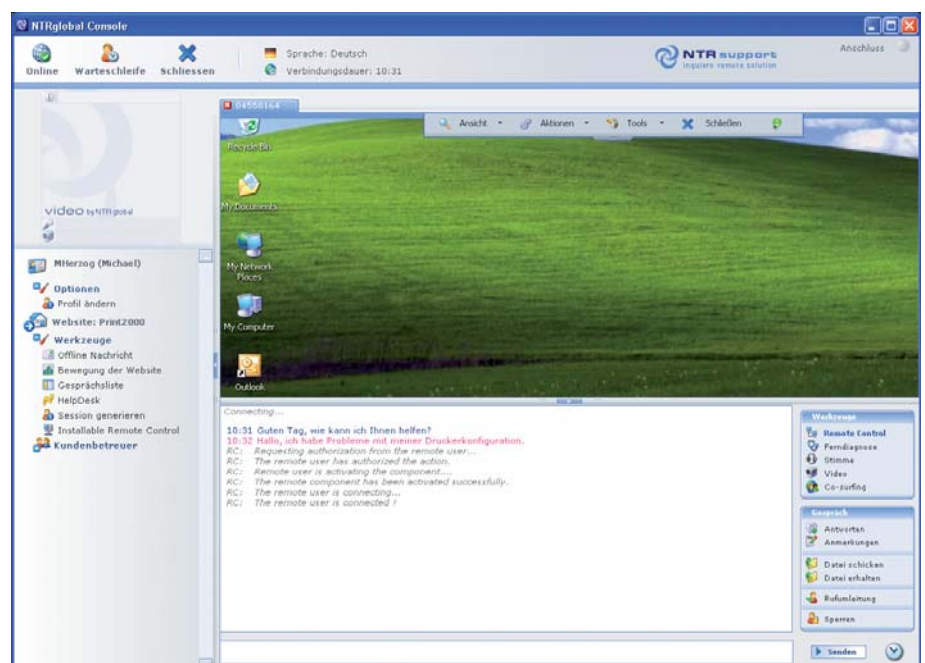 NTRglobal Console
Online Warteschleife Schliessen
Sprache: Deutsch
Verbindungsdauer: 10:31
NTR support
inquiero remote solution
Anschluss
video by NTRglobal
MHerzog (Michael)
Optionen
Profil ändern
Website: Print2000
Werkzeuge
Offline Nachricht
Bewegung der Website
Gesprächsliste
HelpDesk
Session generieren
Installable Remote Control
Kundenbetreuer
04550164
Ansicht Aktionen Tools Schließen
Recycle Bin
My Documents
My Network
Places
My Computer
Outlook
Connecting...
10:31 Guten Tag, wie kann ich Ihnen helfen?
10:32 Hallo, ich habe Probleme mit meiner Druckerkonfiguration.
RC: Requesting authorization from the remote user...
RC: The remote user has authorized the action.
RC: Remote user is activating the component....
RC: The remote component has been activated successfully.
RC: The remote user is connecting...
RC: The remote user is connected !
Werkzeuge
Remote Control
Ferndiagnose
Stimme
Video
Co-surfing
Gespräch
Antworten
Anmerkungen
Datei schicken
Datei erhalten
Rufumleitung
Sperren
Senden